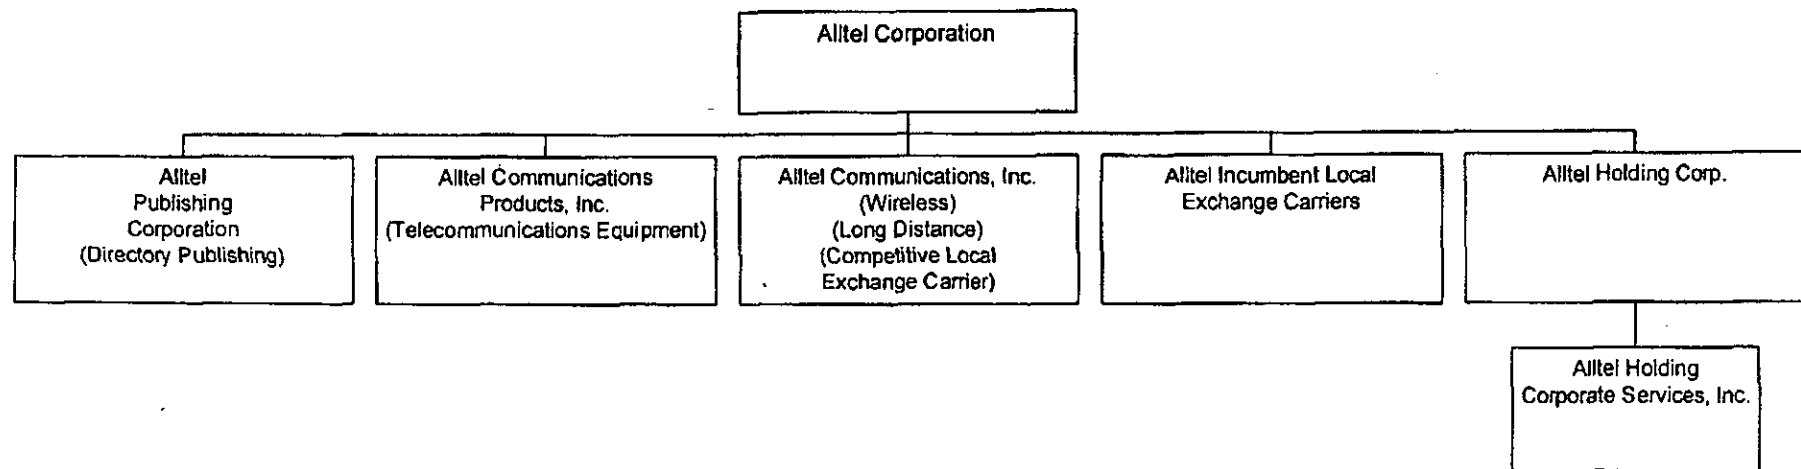 Alltel Corporation
Alltel
Publishing
Corporation
(Directory Publishing)
Alltel Communications
Products, Inc.
(Telecommunications Equipment)
Alltel Communications, Inc.
(Wireless)
(Long Distance)
(Competitive Local
Exchange Carrier)
Alltel Incumbent Local
Exchange Carriers
Alltel Holding Corp.
Alltel Holding
Corporate Services, Inc.